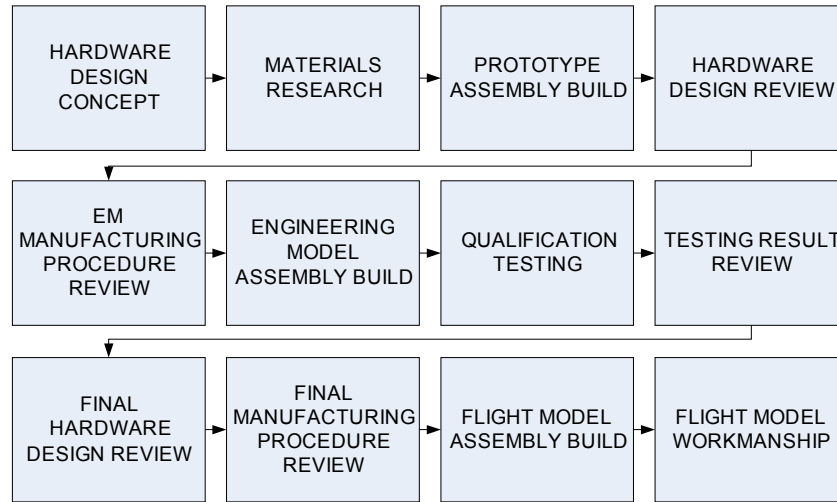 HARDWARE
DESIGN
CONCEPT
MATERIALS
RESEARCH
PROTOTYPE
ASSEMBLY BUILD
HARDWARE
DESIGN REVIEW
EM
MANUFACTURING
PROCEDURE
REVIEW
ENGINEERING
MODEL
ASSEMBLY BUILD
QUALIFICATION
TESTING
TESTING RESULT
REVIEW
FINAL
HARDWARE
DESIGN REVIEW
FINAL
MANUFACTURING
PROCEDURE
REVIEW
FLIGHT MODEL
ASSEMBLY BUILD
FLIGHT MODEL
WORKMANSHIP